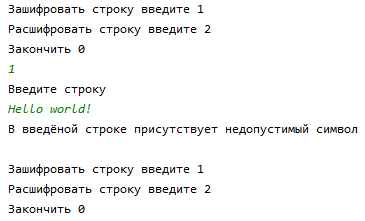 Зашифровать строку введите 1
Расшифровать строку введите 2
Закончить 0
1
Введите строку
Hello world!
В введёной строке присутствует недопустимый символ
Зашифровать строку введите 1
Расшифровать строку введите 2
Закончить 0